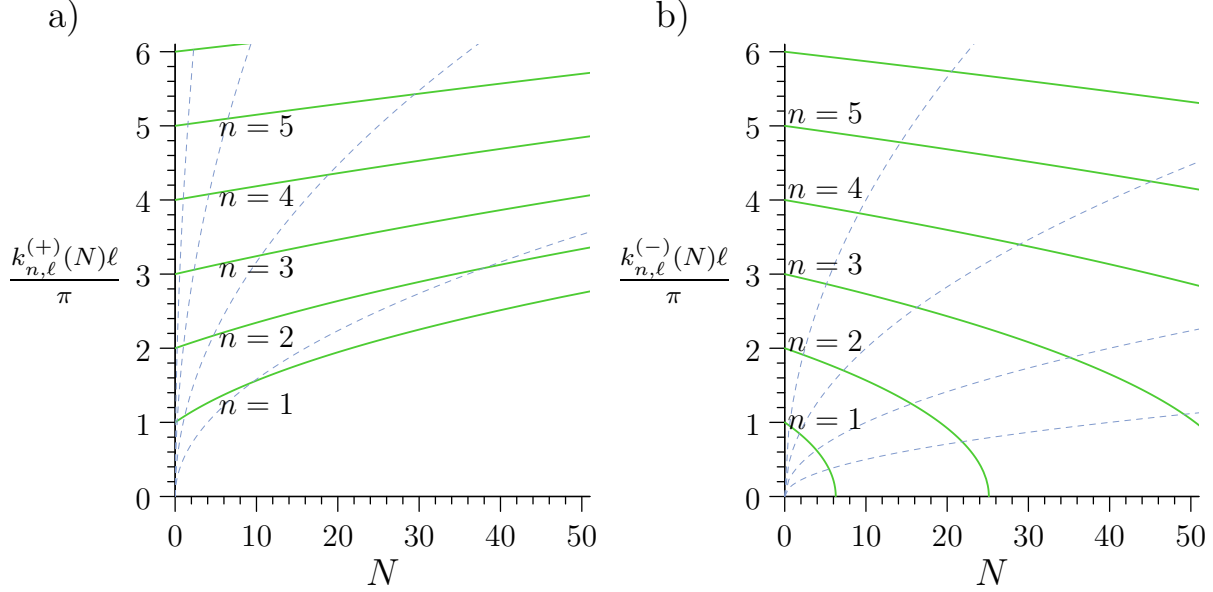 a)
6
5
4
3
2
1
0
n = 5
n = 4
n = 3
n = 2
n = 1
k_{n,ℓ}^{(+)}(N)ℓ
π
0 10 20 30 40 50
N
b)
6
5
4
3
2
1
0
n = 5
n = 4
n = 3
n = 2
n = 1
k_{n,ℓ}^{(−)}(N)ℓ
π
0 10 20 30 40 50
N